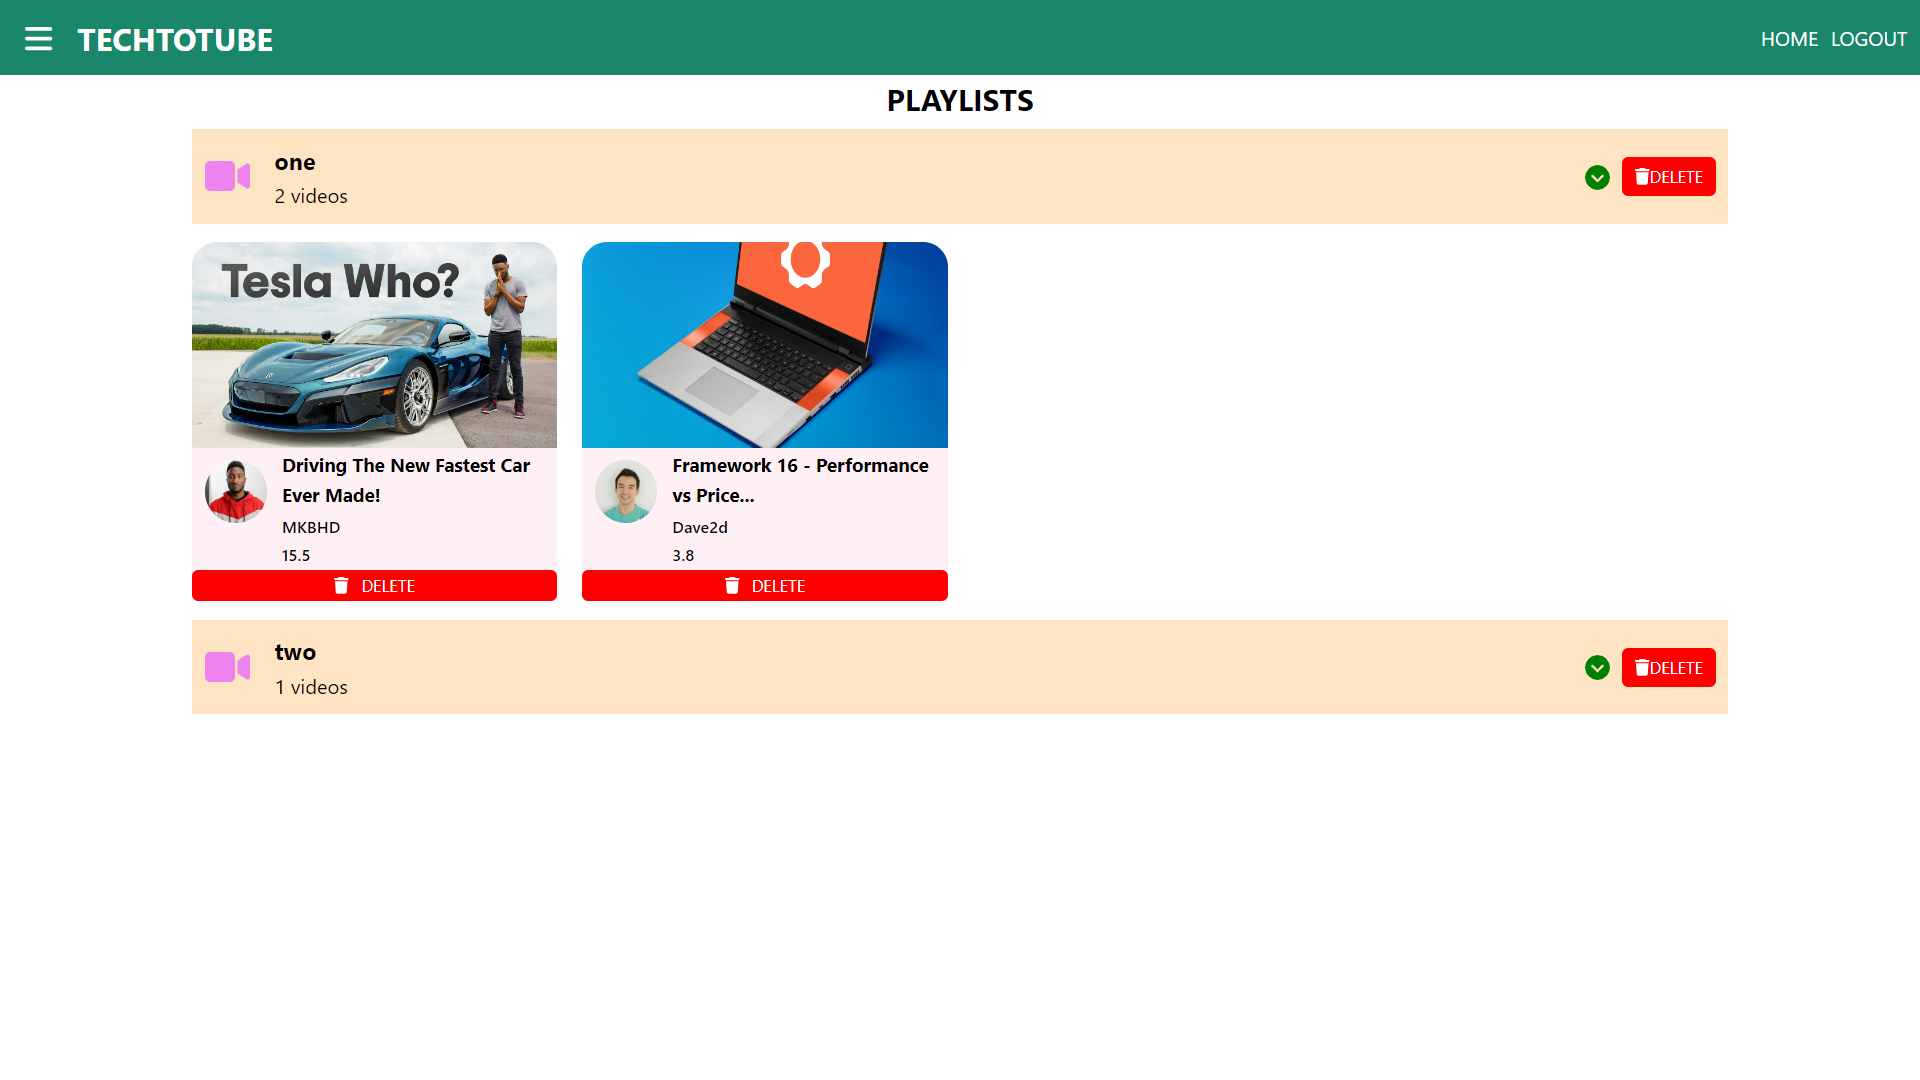 TECHTOTUBE
HOME LOGOUT
PLAYLISTS
one
2 videos
DELETE
Tesla Who?
Driving The New Fastest Car
Ever Made!
MKBHD
15.5
DELETE
Framework 16 - Performance
vs Price...
Dave2d
3.8
DELETE
two
1 videos
DELETE